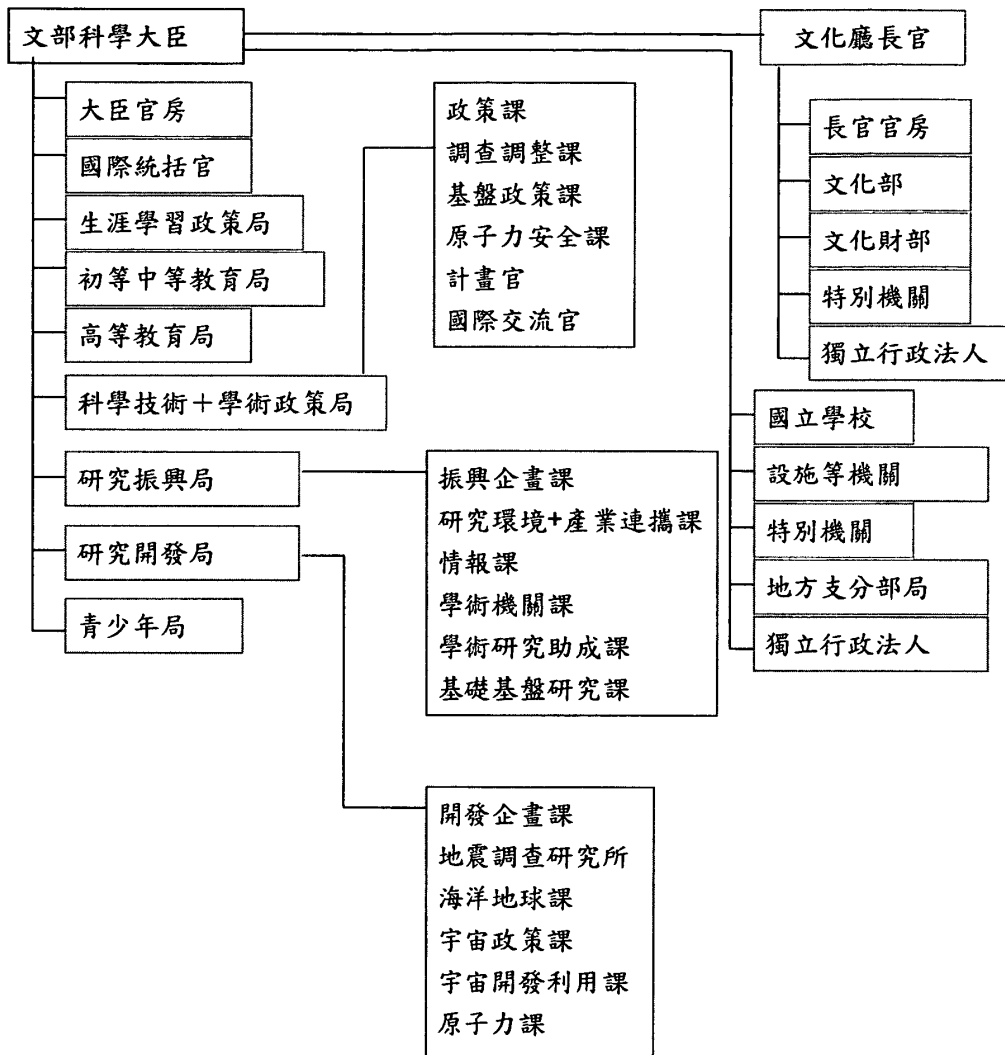 文部科學大臣
大臣官房
國際統括官
生涯學習政策局
初等中等教育局
高等教育局
科學技術+學術政策局
研究振興局
研究開發局
青少年局
政策課
調查調整課
基盤政策課
原子力安全課
計畫官
國際交流官
振興企畫課
研究環境+產業連攜課
情報課
學術機關課
學術研究助成課
基礎基盤研究課
開發企畫課
地震調查研究所
海洋地球課
宇宙政策課
宇宙開發利用課
原子力課
文化廳長官
長官官房
文化部
文化財部
特別機關
獨立行政法人
國立學校
設施等機關
特別機關
地方支分部局
獨立行政法人